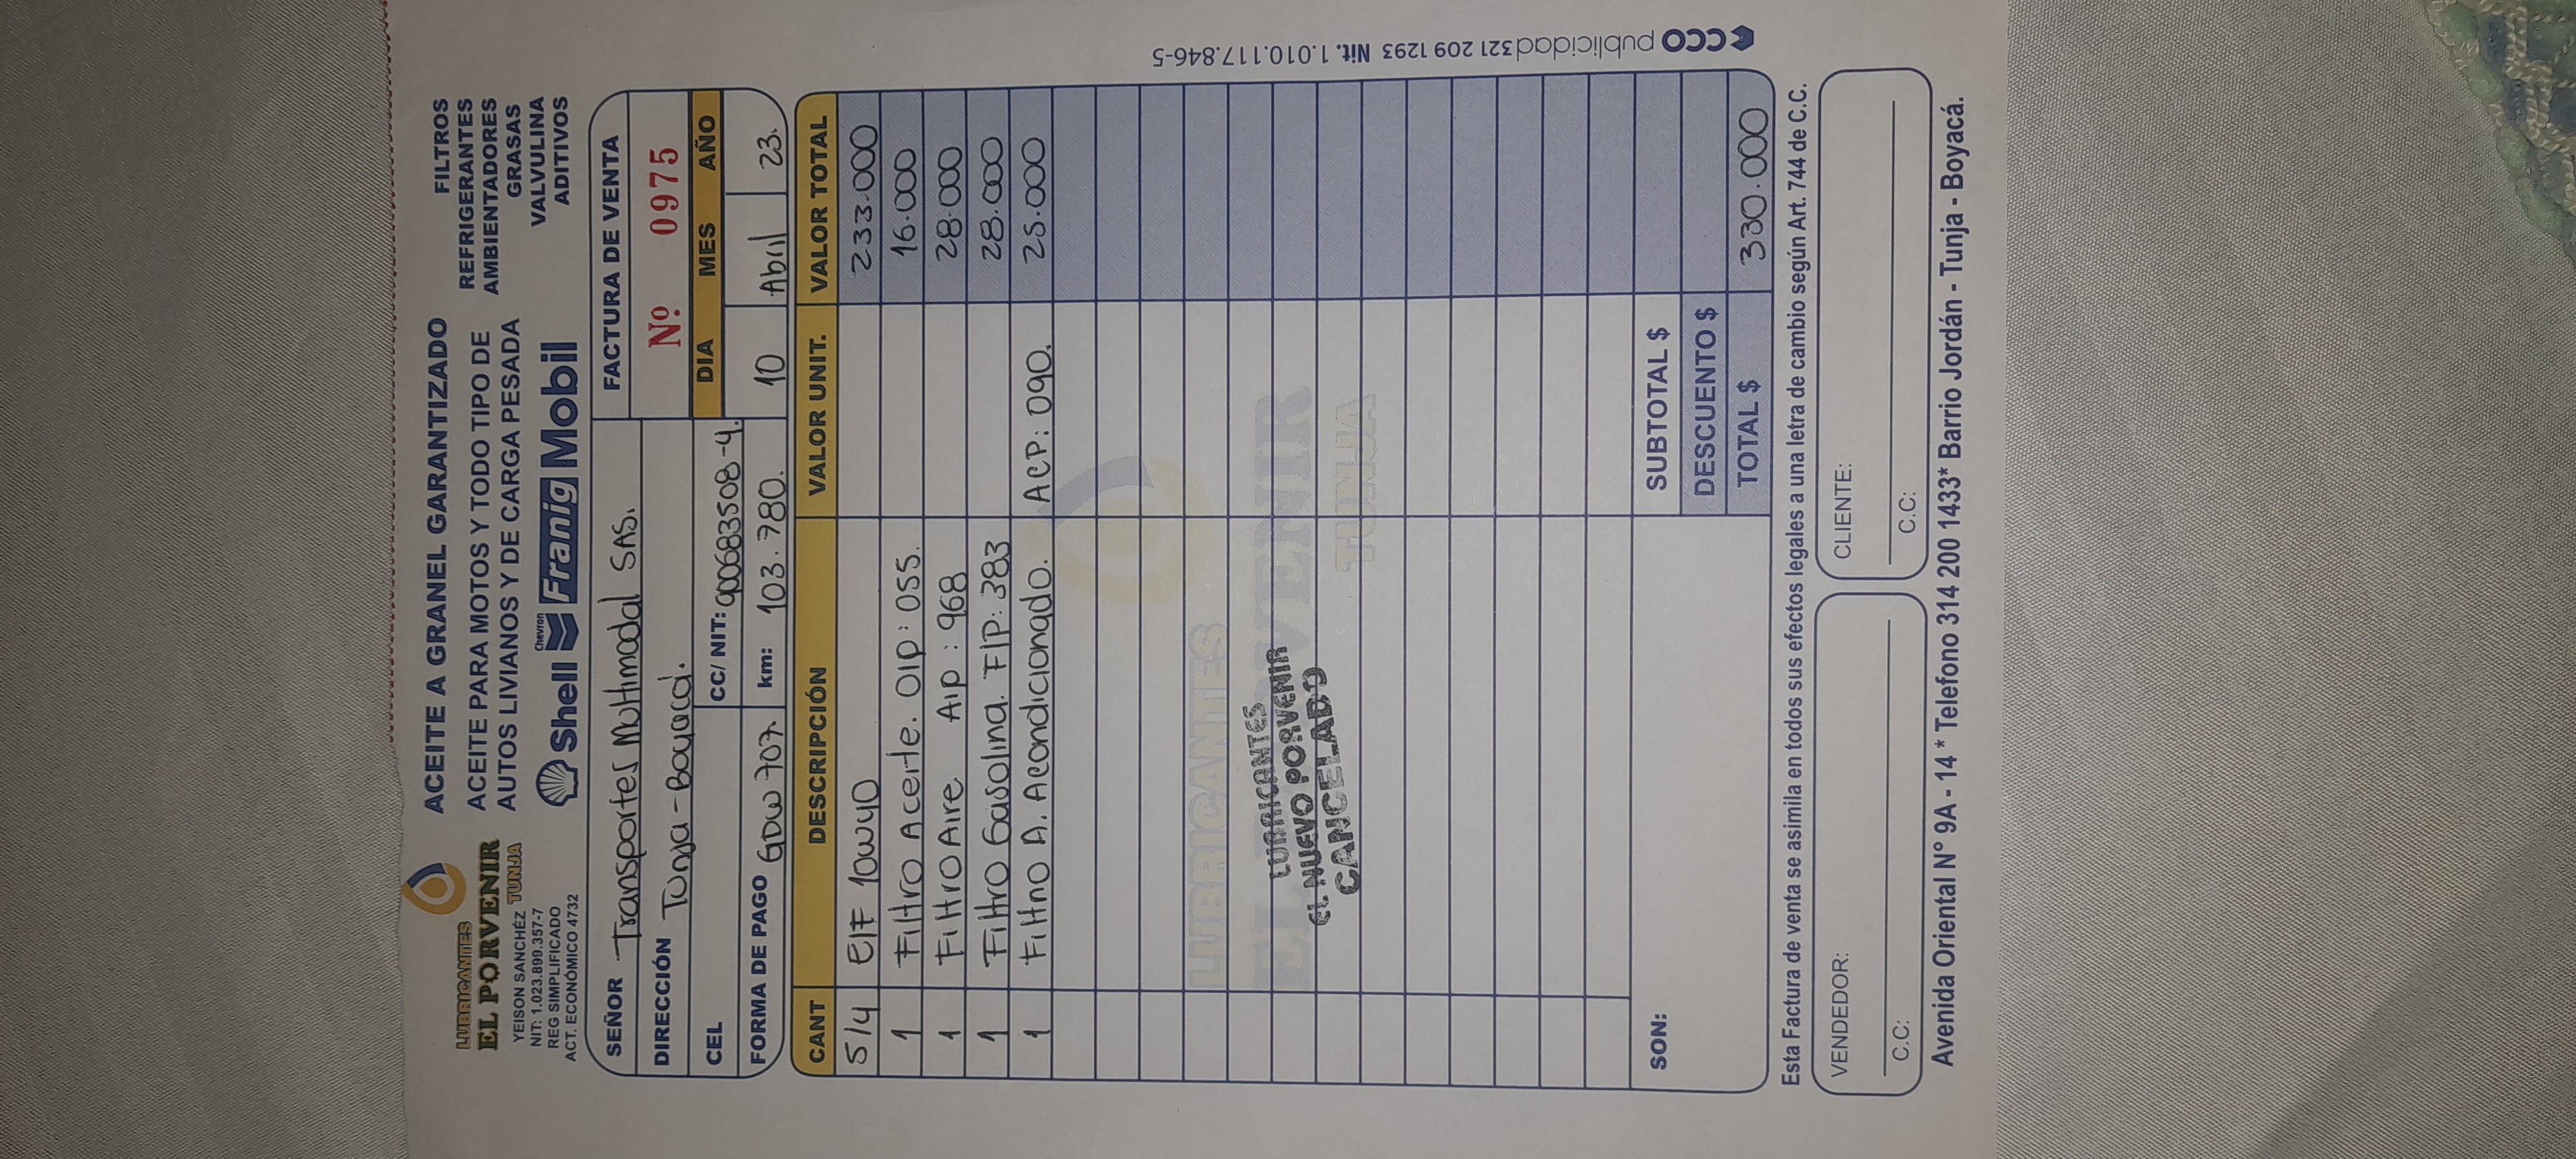 LUBRICANTES
EL PORVENIR
TUNJA
YEISON SANCHÉZ
NIT: 1.023.899.357-7
REG SIMPLIFICADO
ACT. ECONÓMICO 4732
ACEITE A GRANEL GARANTIZADO
ACEITE PARA MOTOS Y TODO TIPO DE
AUTOS LIVIANOS Y DE CARGA PESADA
Shell Chevron Franig Mobil
FILTROS
REFRIGERANTES
AMBIENTADORES
GRASAS
VALVULINA
ADITIVOS
SEÑOR Transportes Multimodal SAS.
DIRECCIÓN Tunja - Boyacá.
CEL CC/ NIT: 900683508-4.
FORMA DE PAGO GDW 707. km: 103.780.
FACTURA DE VENTA
Nº 0975
DIA MES AÑO
10 Abril 23.
CANT DESCRIPCIÓN VALOR UNIT. VALOR TOTAL
5/4 Elf 10W40 233.000
1 Filtro Aceite. OIP: 055. 16.000
1 Filtro Aire AIP: 968 28.000
1 Filtro Gasolina. FIP: 383 28.000
1 Filtro A. Acondicionado. ACP: 090. 25.000
LUBRICANTES
EL PORVENIR
TUNJA
LUBRICANTES
EL NUEVO PORVENIR
CANCELADO
SON:
SUBTOTAL $
DESCUENTO $
TOTAL $ 330.000
Esta Factura de venta se asimila en todos sus efectos legales a una letra de cambio según Art. 744 de C.C.
VENDEDOR:
C.C:
CLIENTE:
C.C:
Avenida Oriental N° 9A - 14 * Telefono 314 200 1433* Barrio Jordán - Tunja - Boyacá.
CCO publicidad 321 209 1293 Nit. 1.010.117.846-5